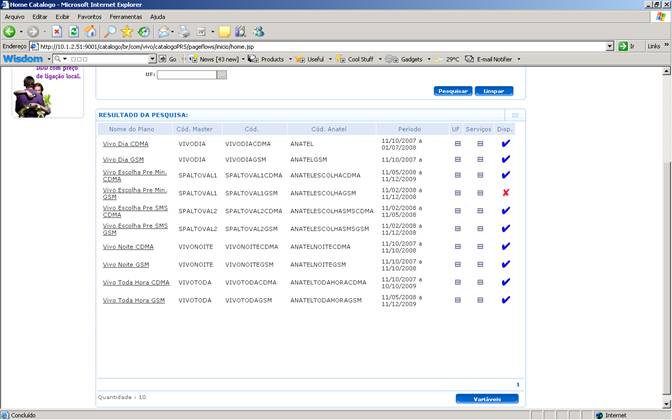 Home Catalogo - Microsoft Internet Explorer
Arquivo Editar Exibir Favoritos Ferramentas Ajuda
Voltar Pesquisar Favoritos
Endereço http://10.1.2.51:9001/catalogo/br/com/vivo/catalogoPRS/pageflows/inicio/home.jsp Ir Links
Wisdom Go News [43 new] Products Useful Cool Stuff Gadgets 29°C E-mail Notifier
DDD com preço
de ligação local.
UF:
Pesquisar Limpar
RESULTADO DA PESQUISA:
Nome do Plano Cód. Master Cód. Cód. Anatel Período UF Serviços Disp.
Vivo Dia CDMA VIVODIA VIVODIACDMA ANATEL 11/10/2007 a
01/07/2008
Vivo Dia GSM VIVODIA VIVODIAGSM ANATELGSM 11/10/2007 a
Vivo Escolha Pre Min. CDMA SPALTOVAL1 SPALTOVAL1CDMA ANATELESCOLHACDMA 11/05/2008 a
11/12/2009
Vivo Escolha Pre Min. GSM SPALTOVAL1 SPALTOVAL1GSM ANATELESCOLHAGSM 11/02/2008 a
11/12/2008
Vivo Escolha Pre SMS CDMA SPALTOVAL2 SPALTOVAL2CDMA ANATELESCOLHASMSCDMA 11/02/2008 a
11/05/2008
Vivo Escolha Pre SMS GSM SPALTOVAL2 SPALTOVAL2GSM ANATELESCOLHASMSGSM 11/02/2008 a
11/12/2008
Vivo Noite CDMA VIVONOITE VIVONOITECDMA ANATELNOITECDMA 11/10/2007 a
11/10/2008
Vivo Noite GSM VIVONOITE VIVONOITEGSM ANATELNOITEGSM 11/10/2007 a
11/10/2008
Vivo Toda Hora CDMA VIVOTODA VIVOTODACDMA ANATELTODAHORACDMA 11/10/2007 a
10/10/2009
Vivo Toda Hora GSM VIVOTODA VIVOTODAGSM ANATELTODAHORAGSM 11/05/2008 a
11/12/2009
1
Quantidade : 10 Variáveis
Concluído Internet